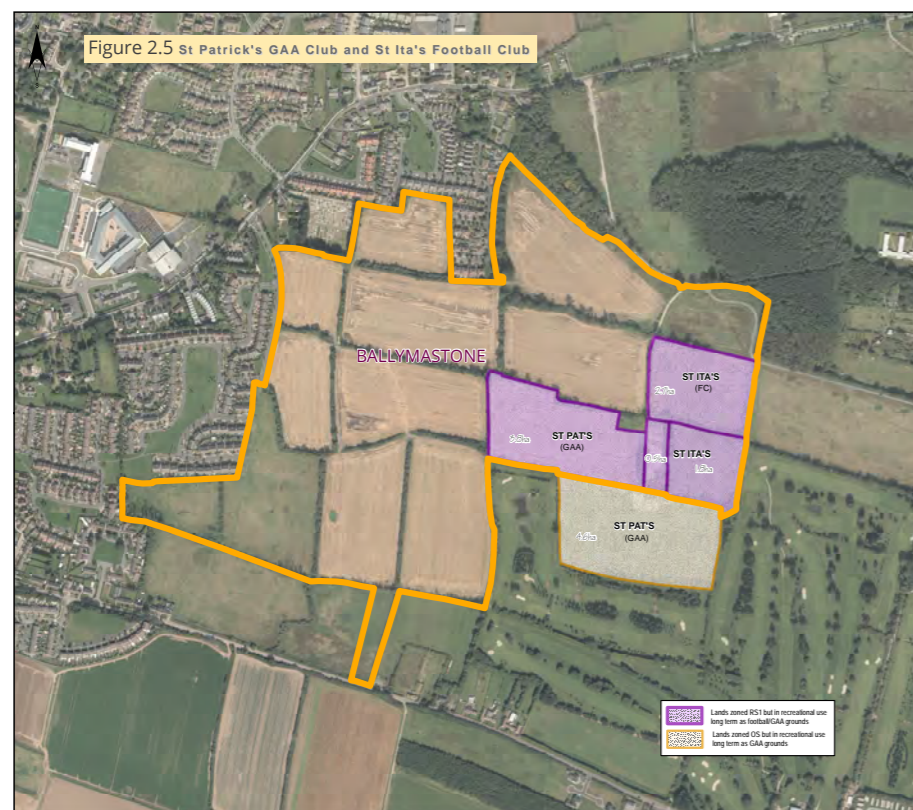 N
Figure 2.5 St Patrick's GAA Club and St Ita's Football Club
BALLYMASTONE
ST ITA'S
(FC)
ST PAT'S
(GAA)
ST ITA'S
ST PAT'S
(GAA)
Lands zoned RS1 but in recreational use
long term as football/GAA grounds
Lands zoned OS but in recreational use
long term as GAA grounds